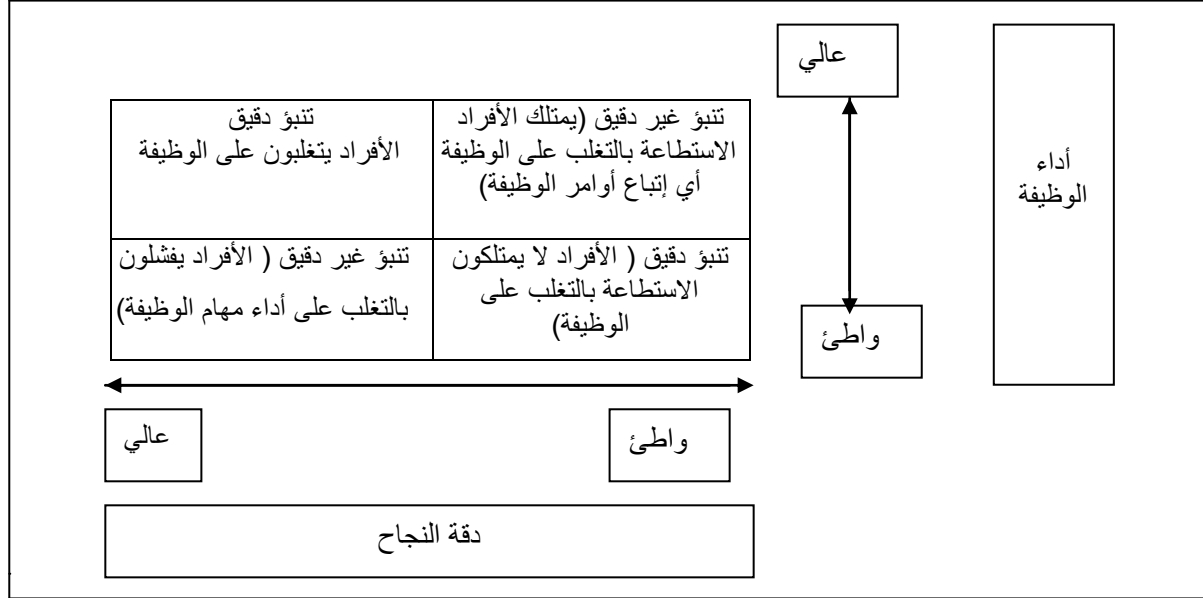 عالي
أداء
الوظيفة
تنبؤ غير دقيق (يمتلك الأفراد
الاستطاعة بالتغلب على الوظيفة
أي إتباع أوامر الوظيفة)
تنبؤ دقيق
الأفراد يتغلبون على الوظيفة
تنبؤ دقيق ( الأفراد لا يمتلكون
الاستطاعة بالتغلب على
الوظيفة)
تنبؤ غير دقيق ( الأفراد يفشلون
بالتغلب على أداء مهام الوظيفة)
واطئ
واطئ
عالي
دقة النجاح